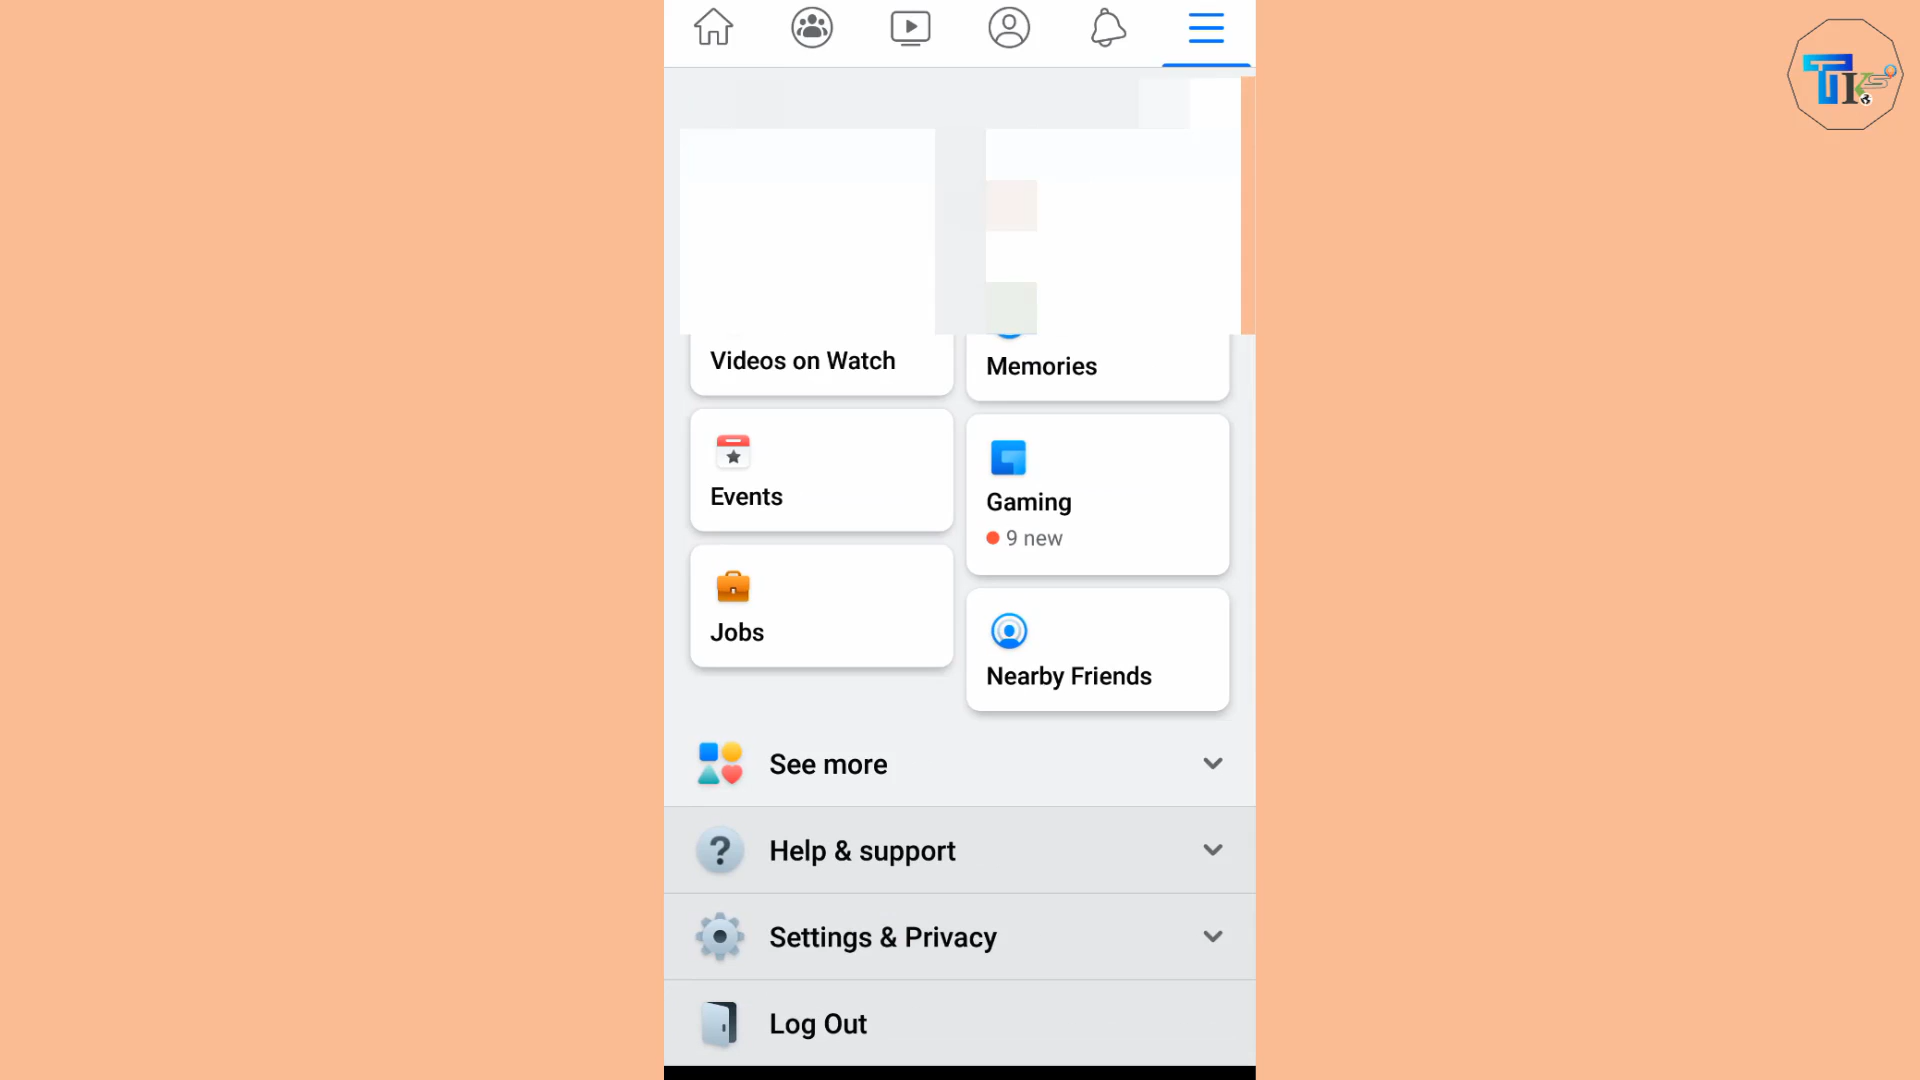 Videos on Watch
Memories
Events
Gaming
9 new
Jobs
Nearby Friends
See more
Help & support
Settings & Privacy
Log Out